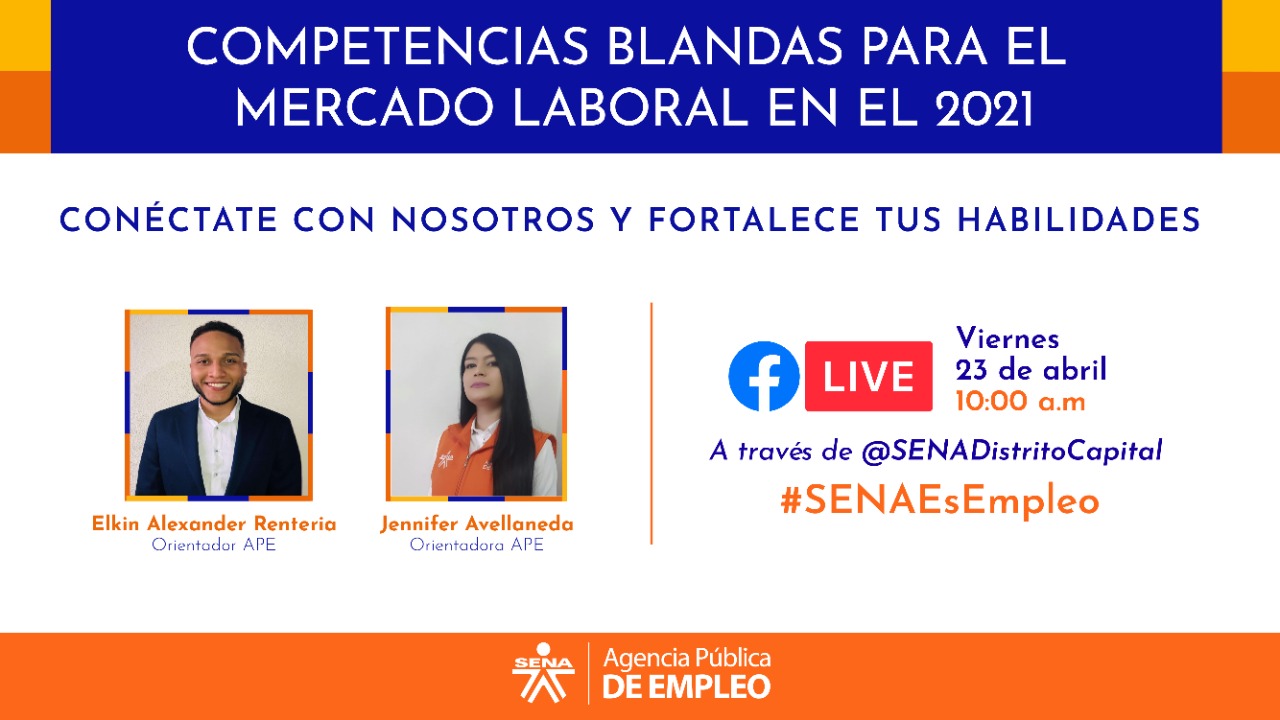 COMPETENCIAS BLANDAS PARA EL
MERCADO LABORAL EN EL 2021
CONÉCTATE CON NOSOTROS Y FORTALECE TUS HABILIDADES
Elkin Alexander Renteria
Orientador APE
Jennifer Avellaneda
Orientadora APE
LIVE
Viernes
23 de abril
10:00 a.m
A través de @SENADistritoCapital
#SENAEsEmpleo
SENA
Agencia Pública
DE EMPLEO